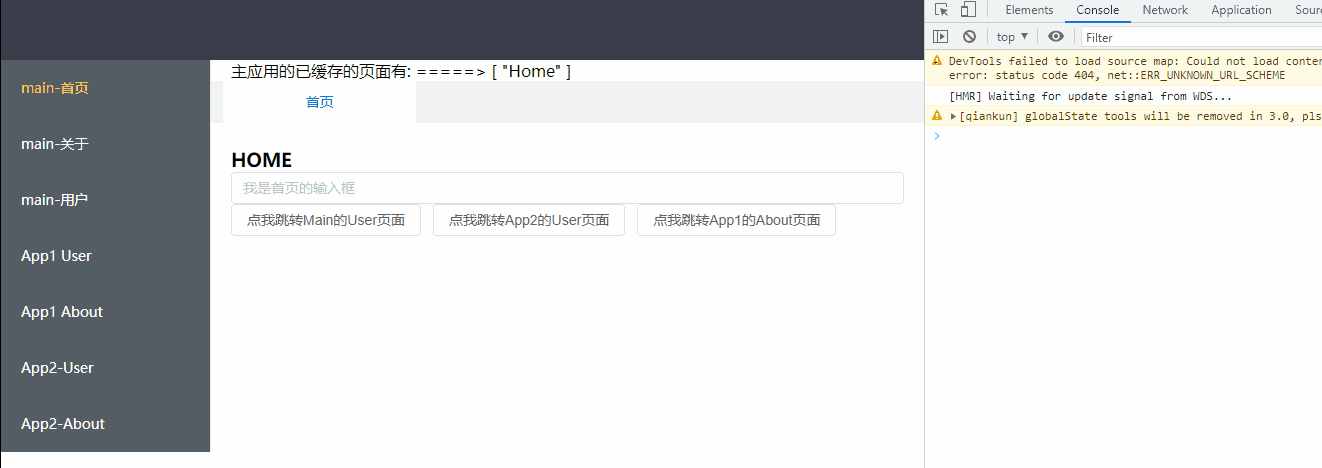 main-首页
main-关于
main-用户
App1 User
App1 About
App2-User
App2-About
主应用的已缓存的页面有: =====> [ "Home" ]
首页
HOME
我是首页的输入框
点我跳转Main的User页面 点我跳转App2的User页面 点我跳转App1的About页面
Elements Console Network Application Sour
top ▼ Filter
DevTools failed to load source map: Could not load conten
error: status code 404, net::ERR_UNKNOWN_URL_SCHEME
[HMR] Waiting for update signal from WDS...
[qiankun] globalState tools will be removed in 3.0, pls